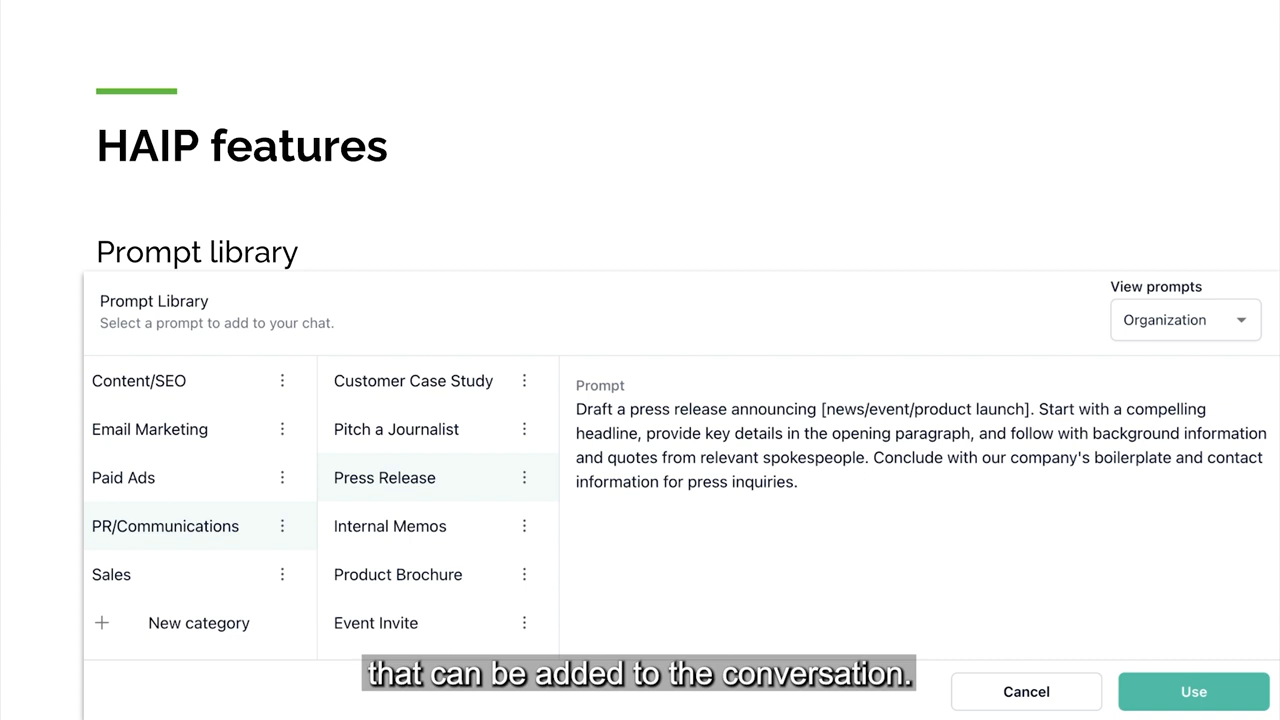 HAIP features
Prompt library
Prompt Library
Select a prompt to add to your chat.
View prompts
Organization
Content/SEO
Email Marketing
Paid Ads
PR/Communications
Sales
New category
Customer Case Study
Pitch a Journalist
Press Release
Internal Memos
Product Brochure
Event Invite
Prompt
Draft a press release announcing [news/event/product launch]. Start with a compelling
headline, provide key details in the opening paragraph, and follow with background information
and quotes from relevant spokespeople. Conclude with our company's boilerplate and contact
information for press inquiries.
that can be added to the conversation.
Cancel
Use